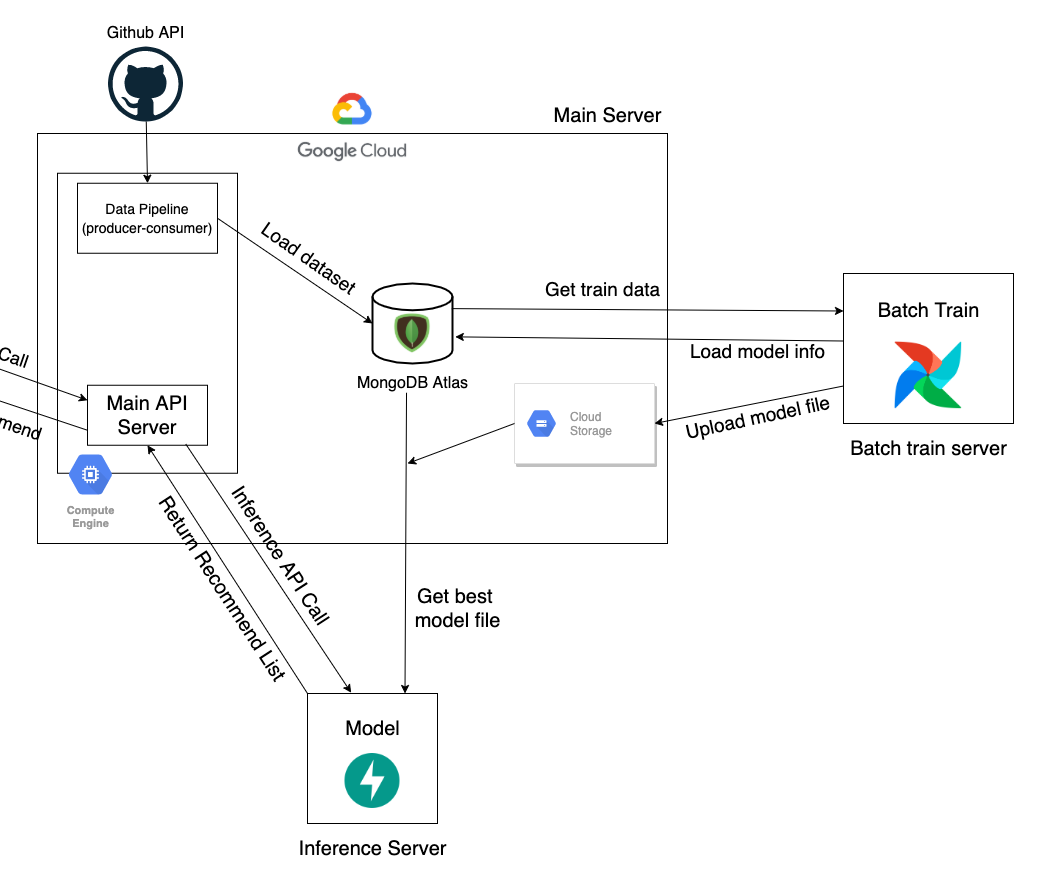 Github API
Main Server
Google Cloud
Data Pipeline
(producer-consumer)
Load dataset
Get train data
Batch Train
Load model info
MongoDB Atlas
Call
Main API
Server
mend
Cloud
Storage
Upload model file
Batch train server
Compute
Engine
Inference API Call
Return Recommend List
Get best
model file
Model
Inference Server